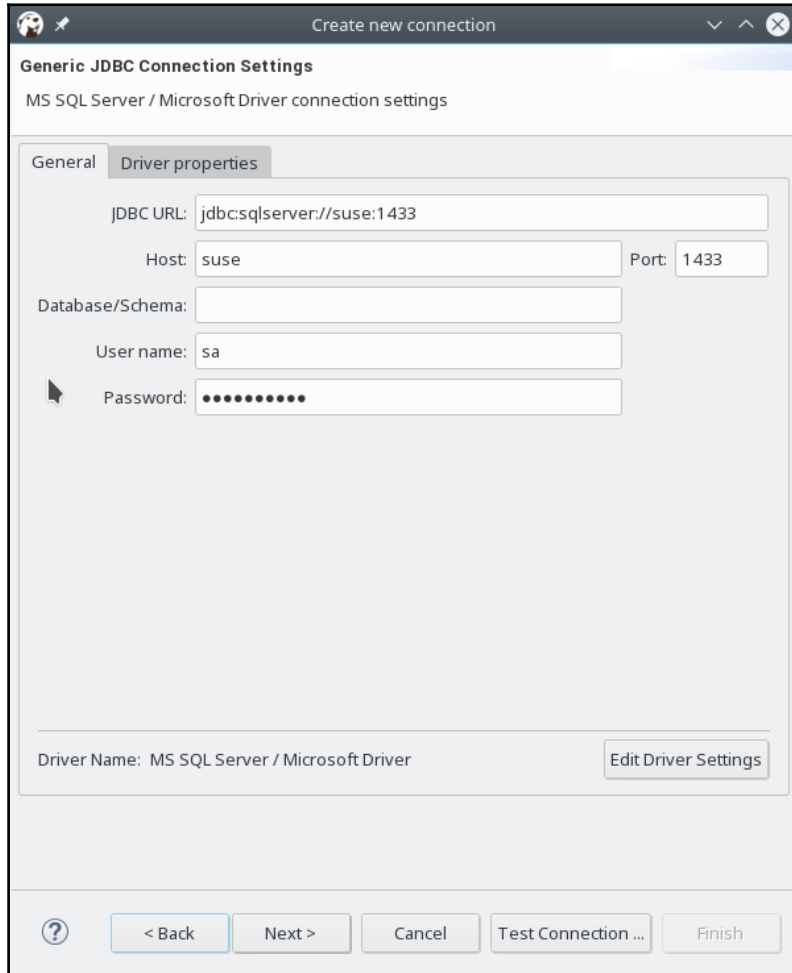 Create new connection
Generic JDBC Connection Settings
MS SQL Server / Microsoft Driver connection settings
General Driver properties
JDBC URL: jdbc:sqlserver://suse:1433
Host: suse Port: 1433
Database/Schema:
User name: sa
Password: ••••••••••
Driver Name: MS SQL Server / Microsoft Driver Edit Driver Settings
? < Back Next > Cancel Test Connection ... Finish